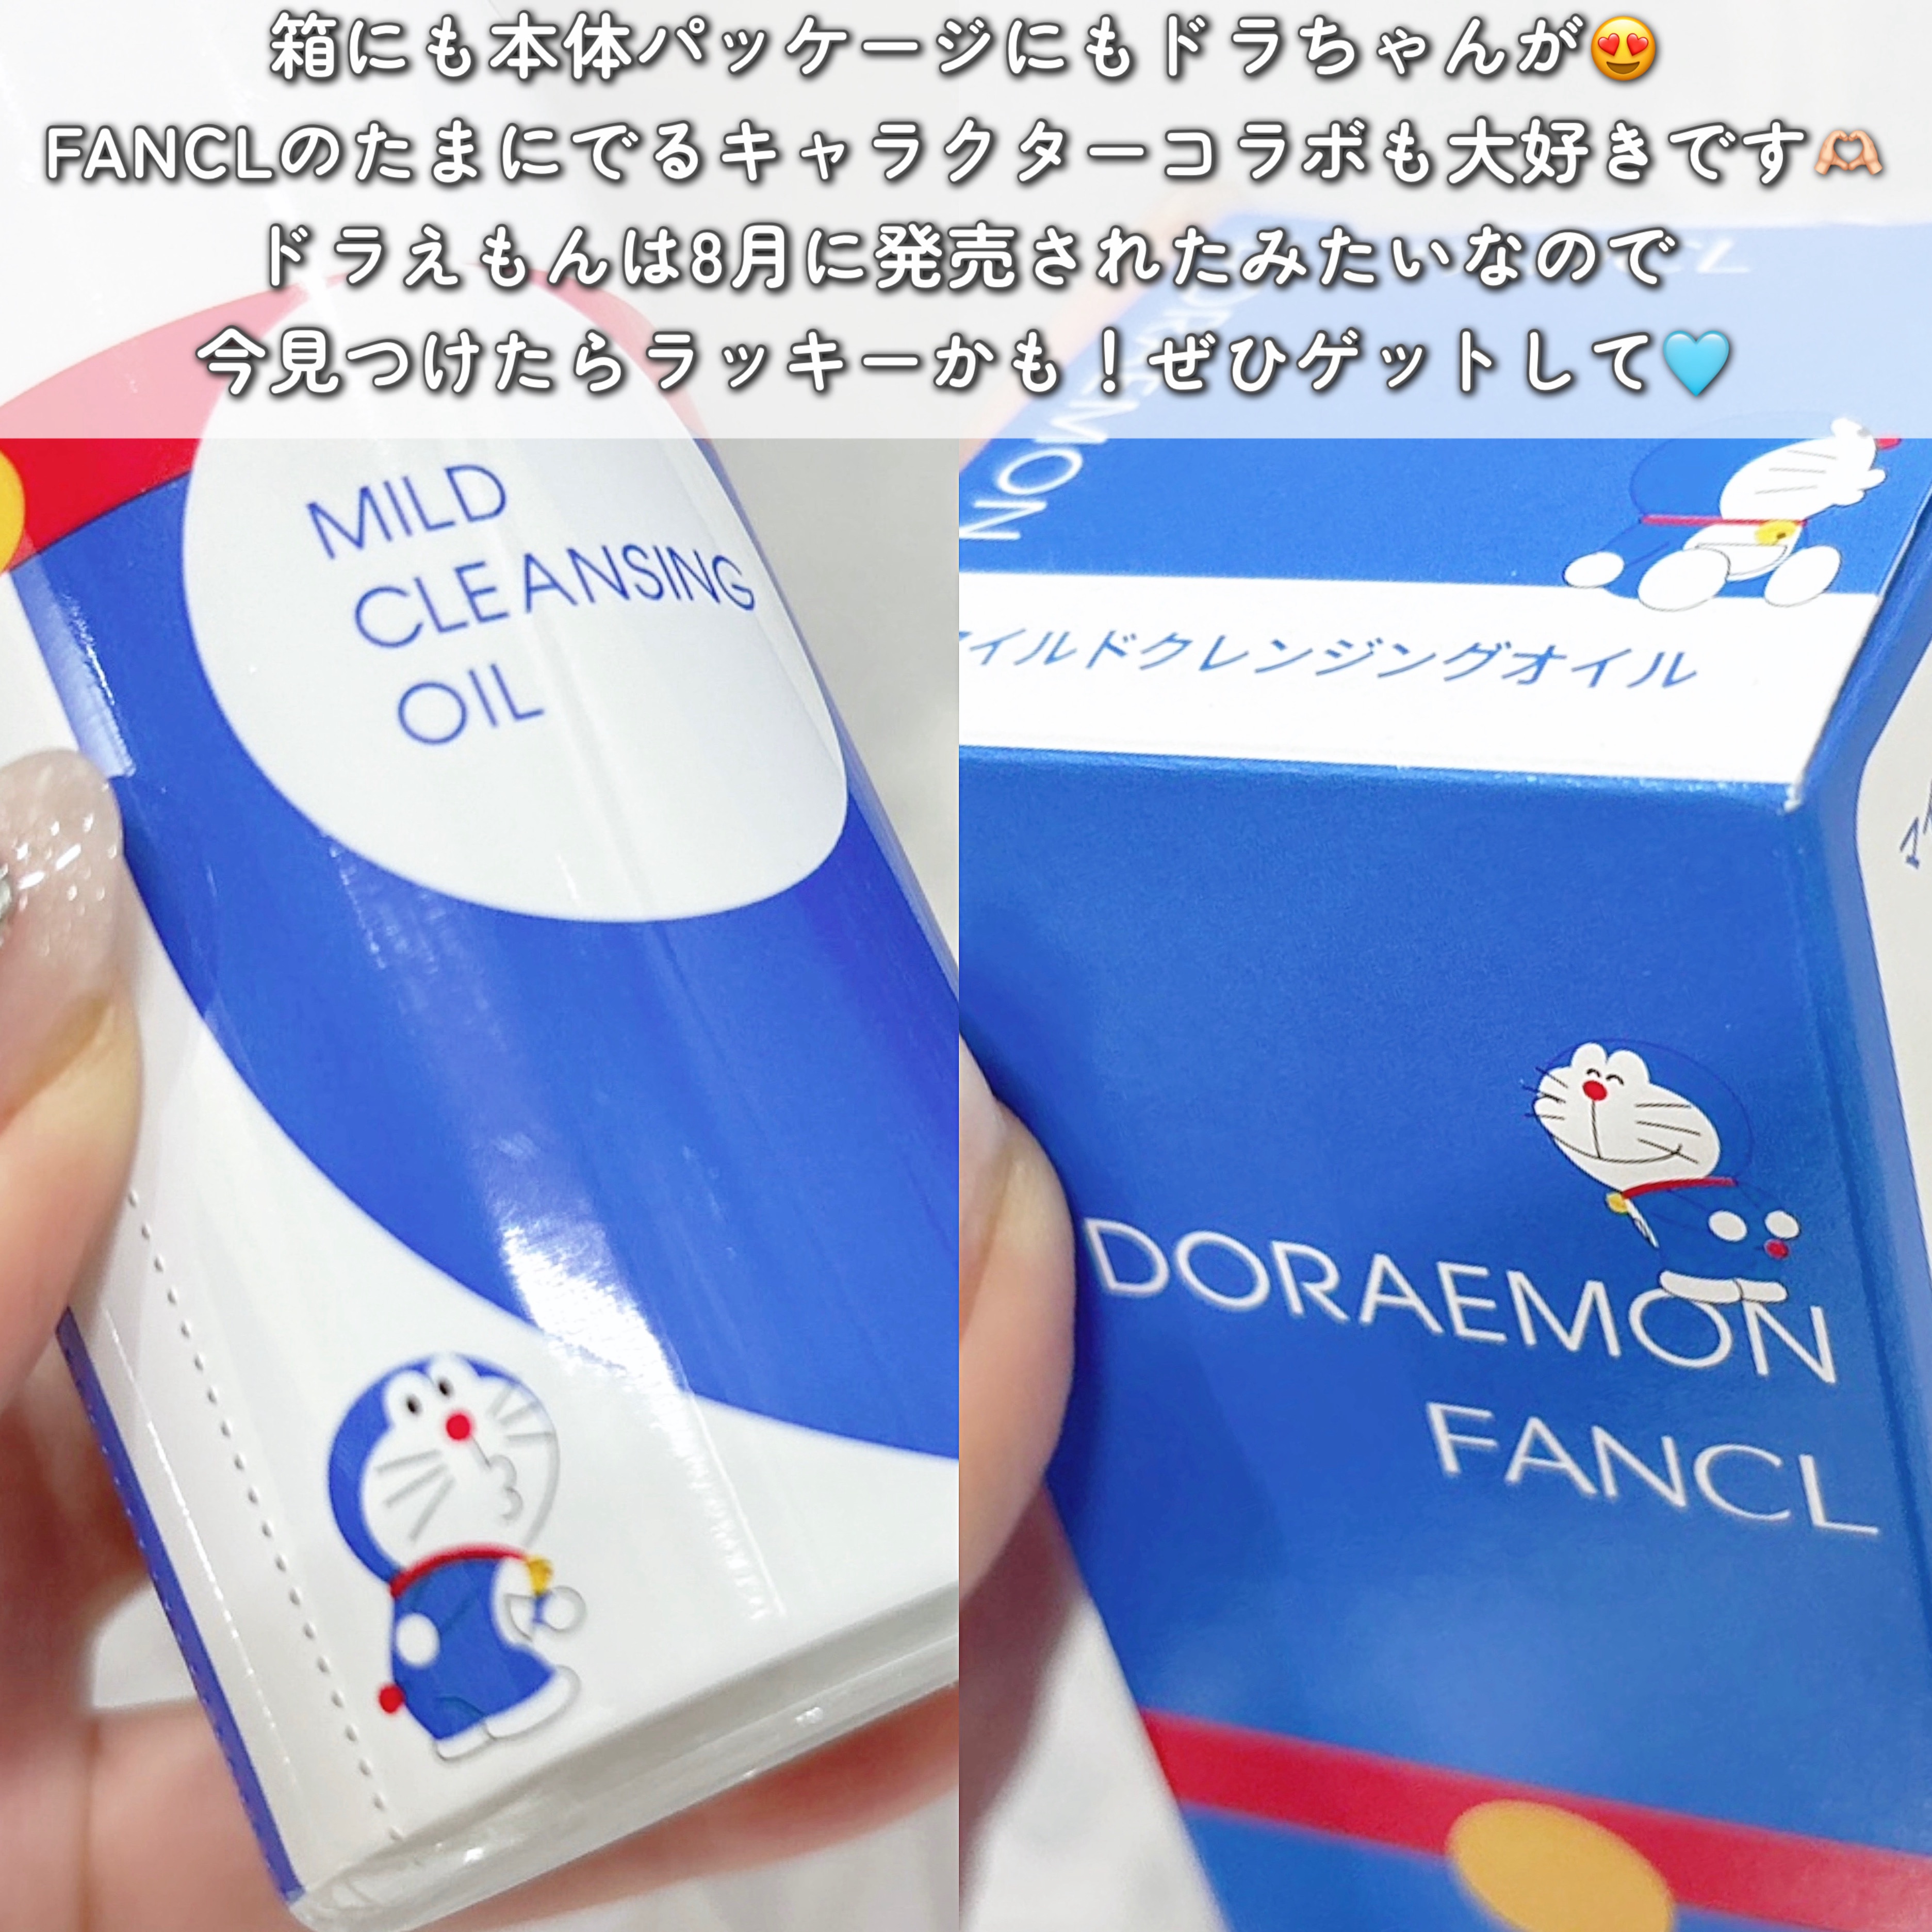 箱にも本体パッケージにもドラちゃんが😍
FANCLのたまにでるキャラクターコラボも大好きです🫶🏻
ドラえもんは8月に発売されたみたいなので
今見つけたらラッキーかも！ぜひゲットして🩵
MILD
CLEANSING
OIL
DORAEMON
イルドクレンジングオイル
DORAEMON
FANCL